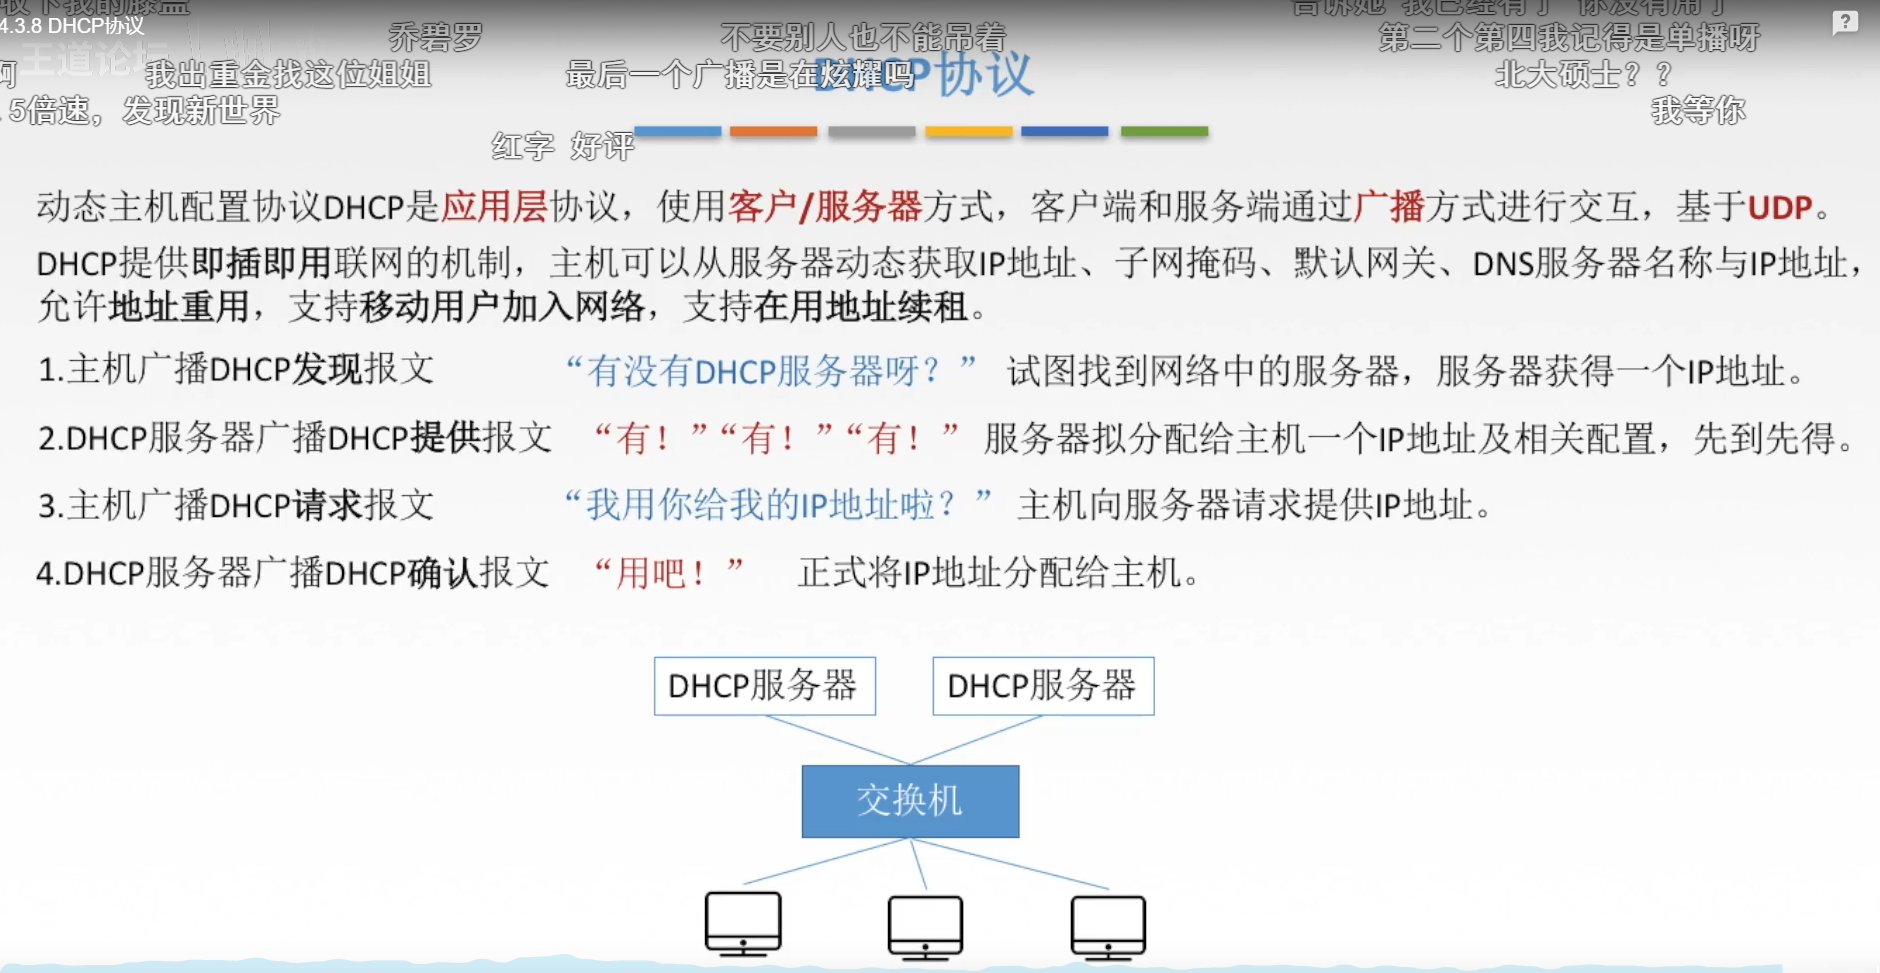 4.3.8 DHCP协议
乔碧罗
不要别人也不能吊着
第二个第四我记得是单播呀
王道论坛
啊
我出重金找这位姐姐
最后一个广播是在炫耀吗
DHCP协议
北大硕士？？
5倍速，发现新世界
我等你
红字 好评
动态主机配置协议DHCP是应用层协议，使用客户/服务器方式，客户端和服务端通过广播方式进行交互，基于UDP。
DHCP提供即插即用联网的机制，主机可以从服务器动态获取IP地址、子网掩码、默认网关、DNS服务器名称与IP地址，
允许地址重用，支持移动用户加入网络，支持在用地址续租。
1.主机广播DHCP发现报文 “有没有DHCP服务器呀？” 试图找到网络中的服务器，服务器获得一个IP地址。
2.DHCP服务器广播DHCP提供报文 “有！”“有！”“有！” 服务器拟分配给主机一个IP地址及相关配置，先到先得。
3.主机广播DHCP请求报文 “我用你给我的IP地址啦？” 主机向服务器请求提供IP地址。
4.DHCP服务器广播DHCP确认报文 “用吧！” 正式将IP地址分配给主机。
DHCP服务器 DHCP服务器
交换机